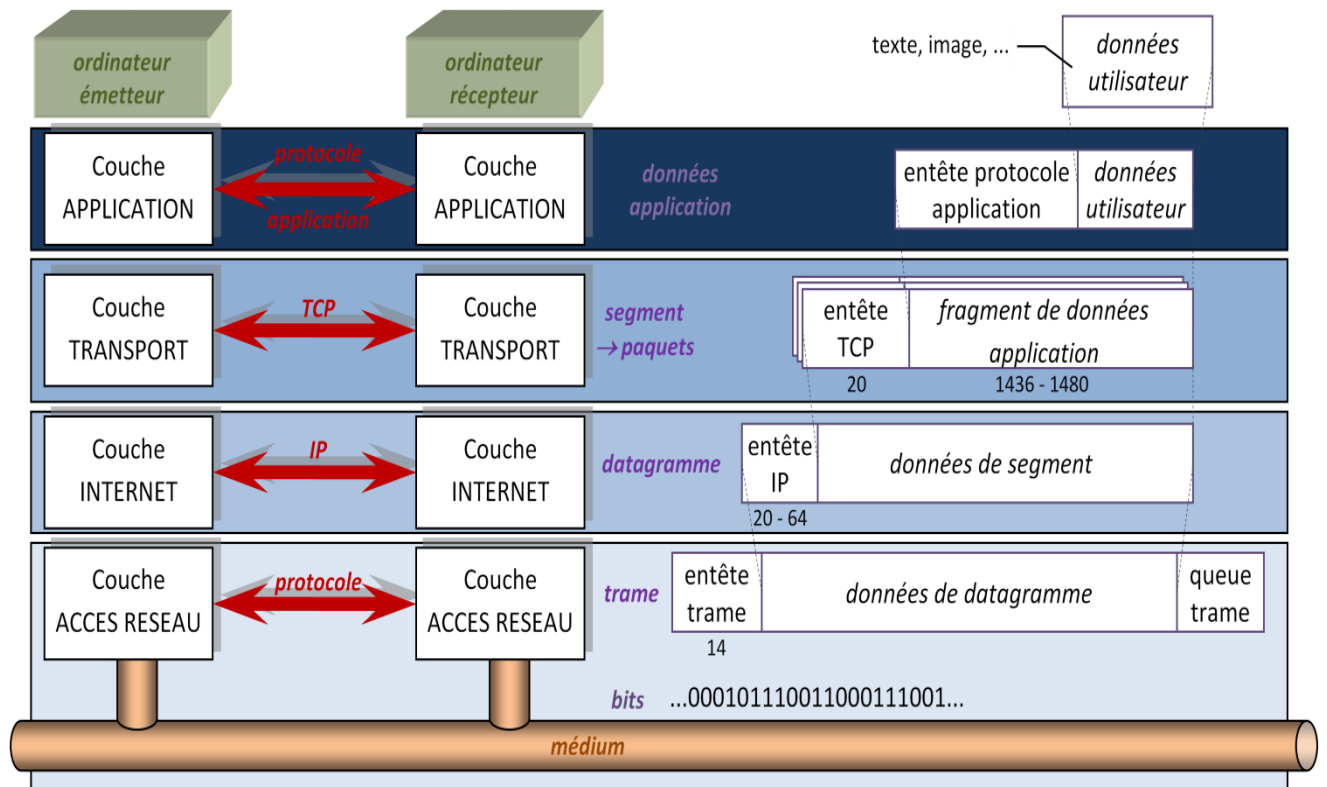 ordinateur
émetteur
ordinateur
récepteur
texte, image, ...
données
utilisateur
Couche
APPLICATION
protocole
application
Couche
APPLICATION
données
application
entête protocole
application
données
utilisateur
Couche
TRANSPORT
TCP
Couche
TRANSPORT
segment
→ paquets
entête
TCP
fragment de données
application
20
1436 - 1480
Couche
INTERNET
IP
Couche
INTERNET
datagramme
entête
IP
données de segment
20 - 64
Couche
ACCES RESEAU
protocole
Couche
ACCES RESEAU
trame
entête
trame
données de datagramme
queue
trame
14
bits
...000101110011000111001...
médium